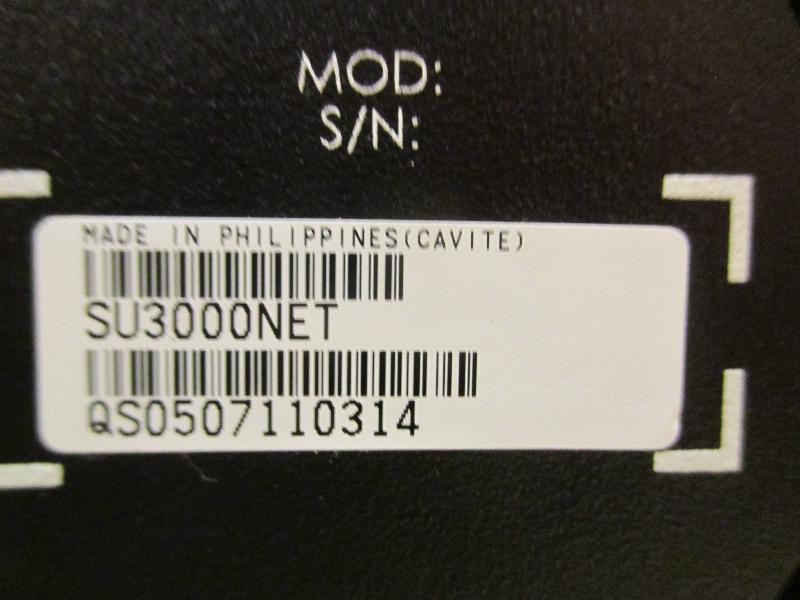 MOD:
S/N:
MADE IN PHILIPPINES(CAVITE)
SU3000NET
QS0507110314